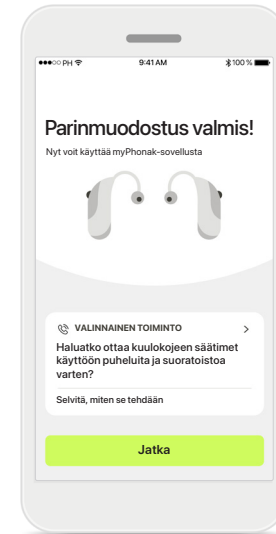 ●●●○○ PH 9:41 AM 100 %
Parinmuodostus valmis!
Nyt voit käyttää myPhonak-sovellusta
VALINNAINEN TOIMINTO
Haluatko ottaa kuulokojeen säätimet
käyttöön puheluita ja suoratoistoa
varten?
Selvitä, miten se tehdään
Jatka